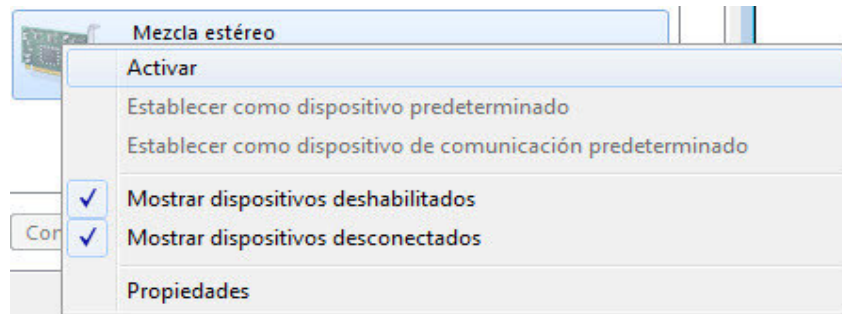 Mezcla estéreo
Activar
Establecer como dispositivo predeterminado
Establecer como dispositivo de comunicación predeterminado
Mostrar dispositivos deshabilitados
Mostrar dispositivos desconectados
Propiedades